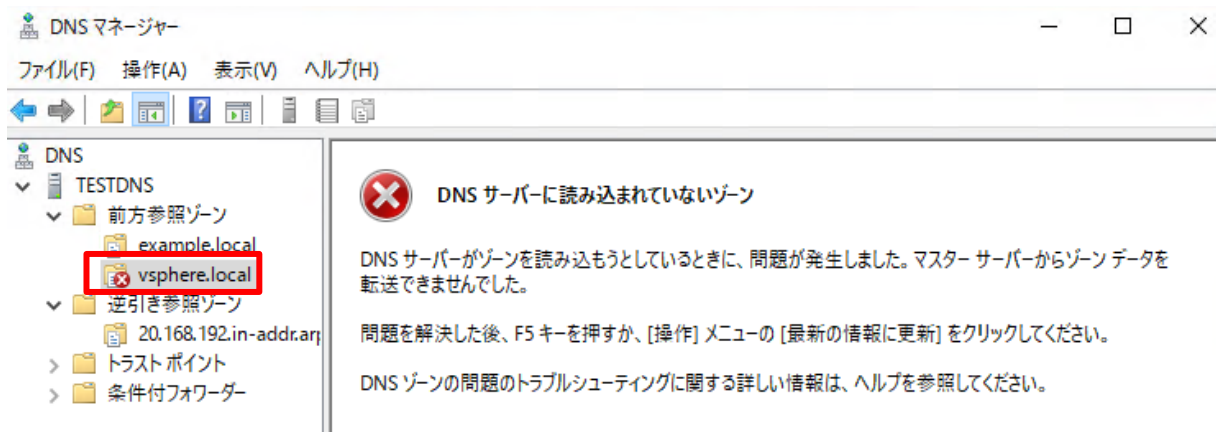 DNS マネージャー
ファイル(F) 操作(A) 表示(V) ヘルプ(H)
DNS
TESTDNS
前方参照ゾーン
example.local
vsphere.local
逆引き参照ゾーン
20.168.192.in-addr.arp
トラスト ポイント
条件付フォワーダー
DNS サーバーに読み込まれていないゾーン
DNS サーバーがゾーンを読み込もうとしているときに、問題が発生しました。マスター サーバーからゾーン データを
転送できませんでした。
問題を解決した後、F5 キーを押すか、[操作] メニューの [最新の情報に更新] をクリックしてください。
DNS ゾーンの問題のトラブルシューティングに関する詳しい情報は、ヘルプを参照してください。